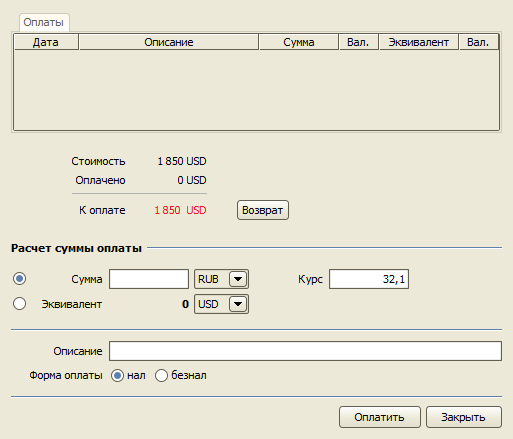 Оплаты
Дата Описание Сумма Вал. Эквивалент Вал.
Стоимость 1 850 USD
Оплачено 0 USD
К оплате 1 850 USD Возврат
Расчет суммы оплаты
Сумма RUB Курс 32,1
Эквивалент 0 USD
Описание
Форма оплаты нал безнал
Оплатить Закрыть